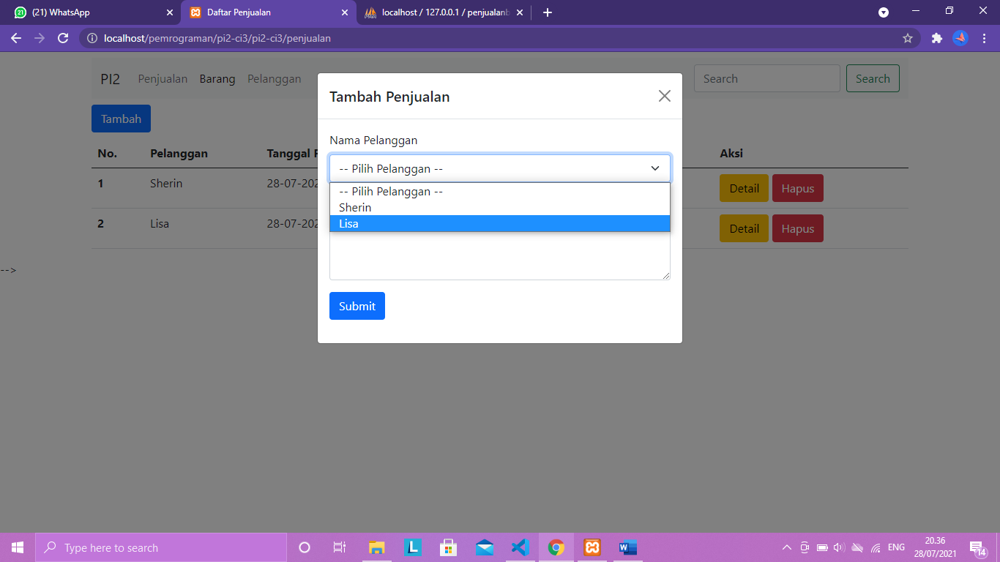 (21) WhatsApp
Daftar Penjualan
localhost / 127.0.0.1 / penjualanb
localhost/pemrograman/pi2-ci3/pi2-ci3/penjualan
PI2 Penjualan Barang Pelanggan Search Search
Tambah
No. Pelanggan Tanggal Aksi
1 Sherin 28-07-202 Detail Hapus
2 Lisa 28-07-202 Detail Hapus
-->
Tambah Penjualan
Nama Pelanggan
-- Pilih Pelanggan --
-- Pilih Pelanggan --
Sherin
Lisa
Submit
Type here to search
L
W
ENG
20.36
28/07/2021
14